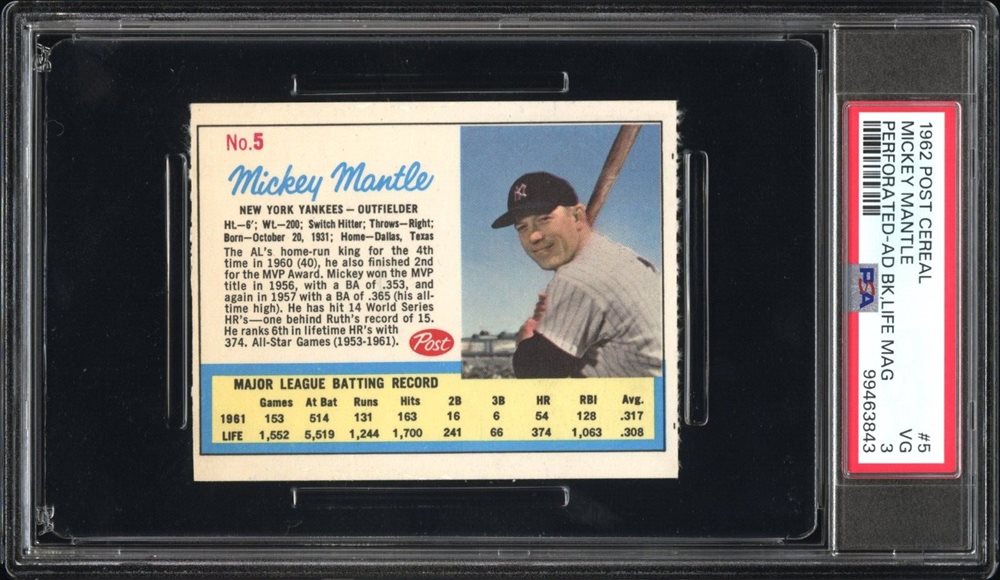 No.5
Mickey Mantle
NEW YORK YANKEES – OUTFIELDER
Ht.—6'; Wt.—200; Switch Hitter; Throws—Right;
Born—October 20, 1931; Home—Dallas, Texas
The AL's home-run king for the 4th
time in 1960 (40), he also finished 2nd
for the MVP Award. Mickey won the MVP
title in 1956, with a BA of .353, and
again in 1957 with a BA of .365 (his all-
time high). He has hit 14 World Series
HR's—one behind Ruth's record of 15.
He ranks 6th in lifetime HR's with
374. All-Star Games (1953-1961).
Post
MAJOR LEAGUE BATTING RECORD
Games At Bat Runs Hits 2B 3B HR RBI Avg.
1961 153 514 131 163 16 6 54 128 .317
LIFE 1,552 5,519 1,244 1,700 241 66 374 1,063 .308
1962 POST CEREAL #5
MICKEY MANTLE VG
PERFORATED-AD BK,LIFE MAG 3
99463843
PSA